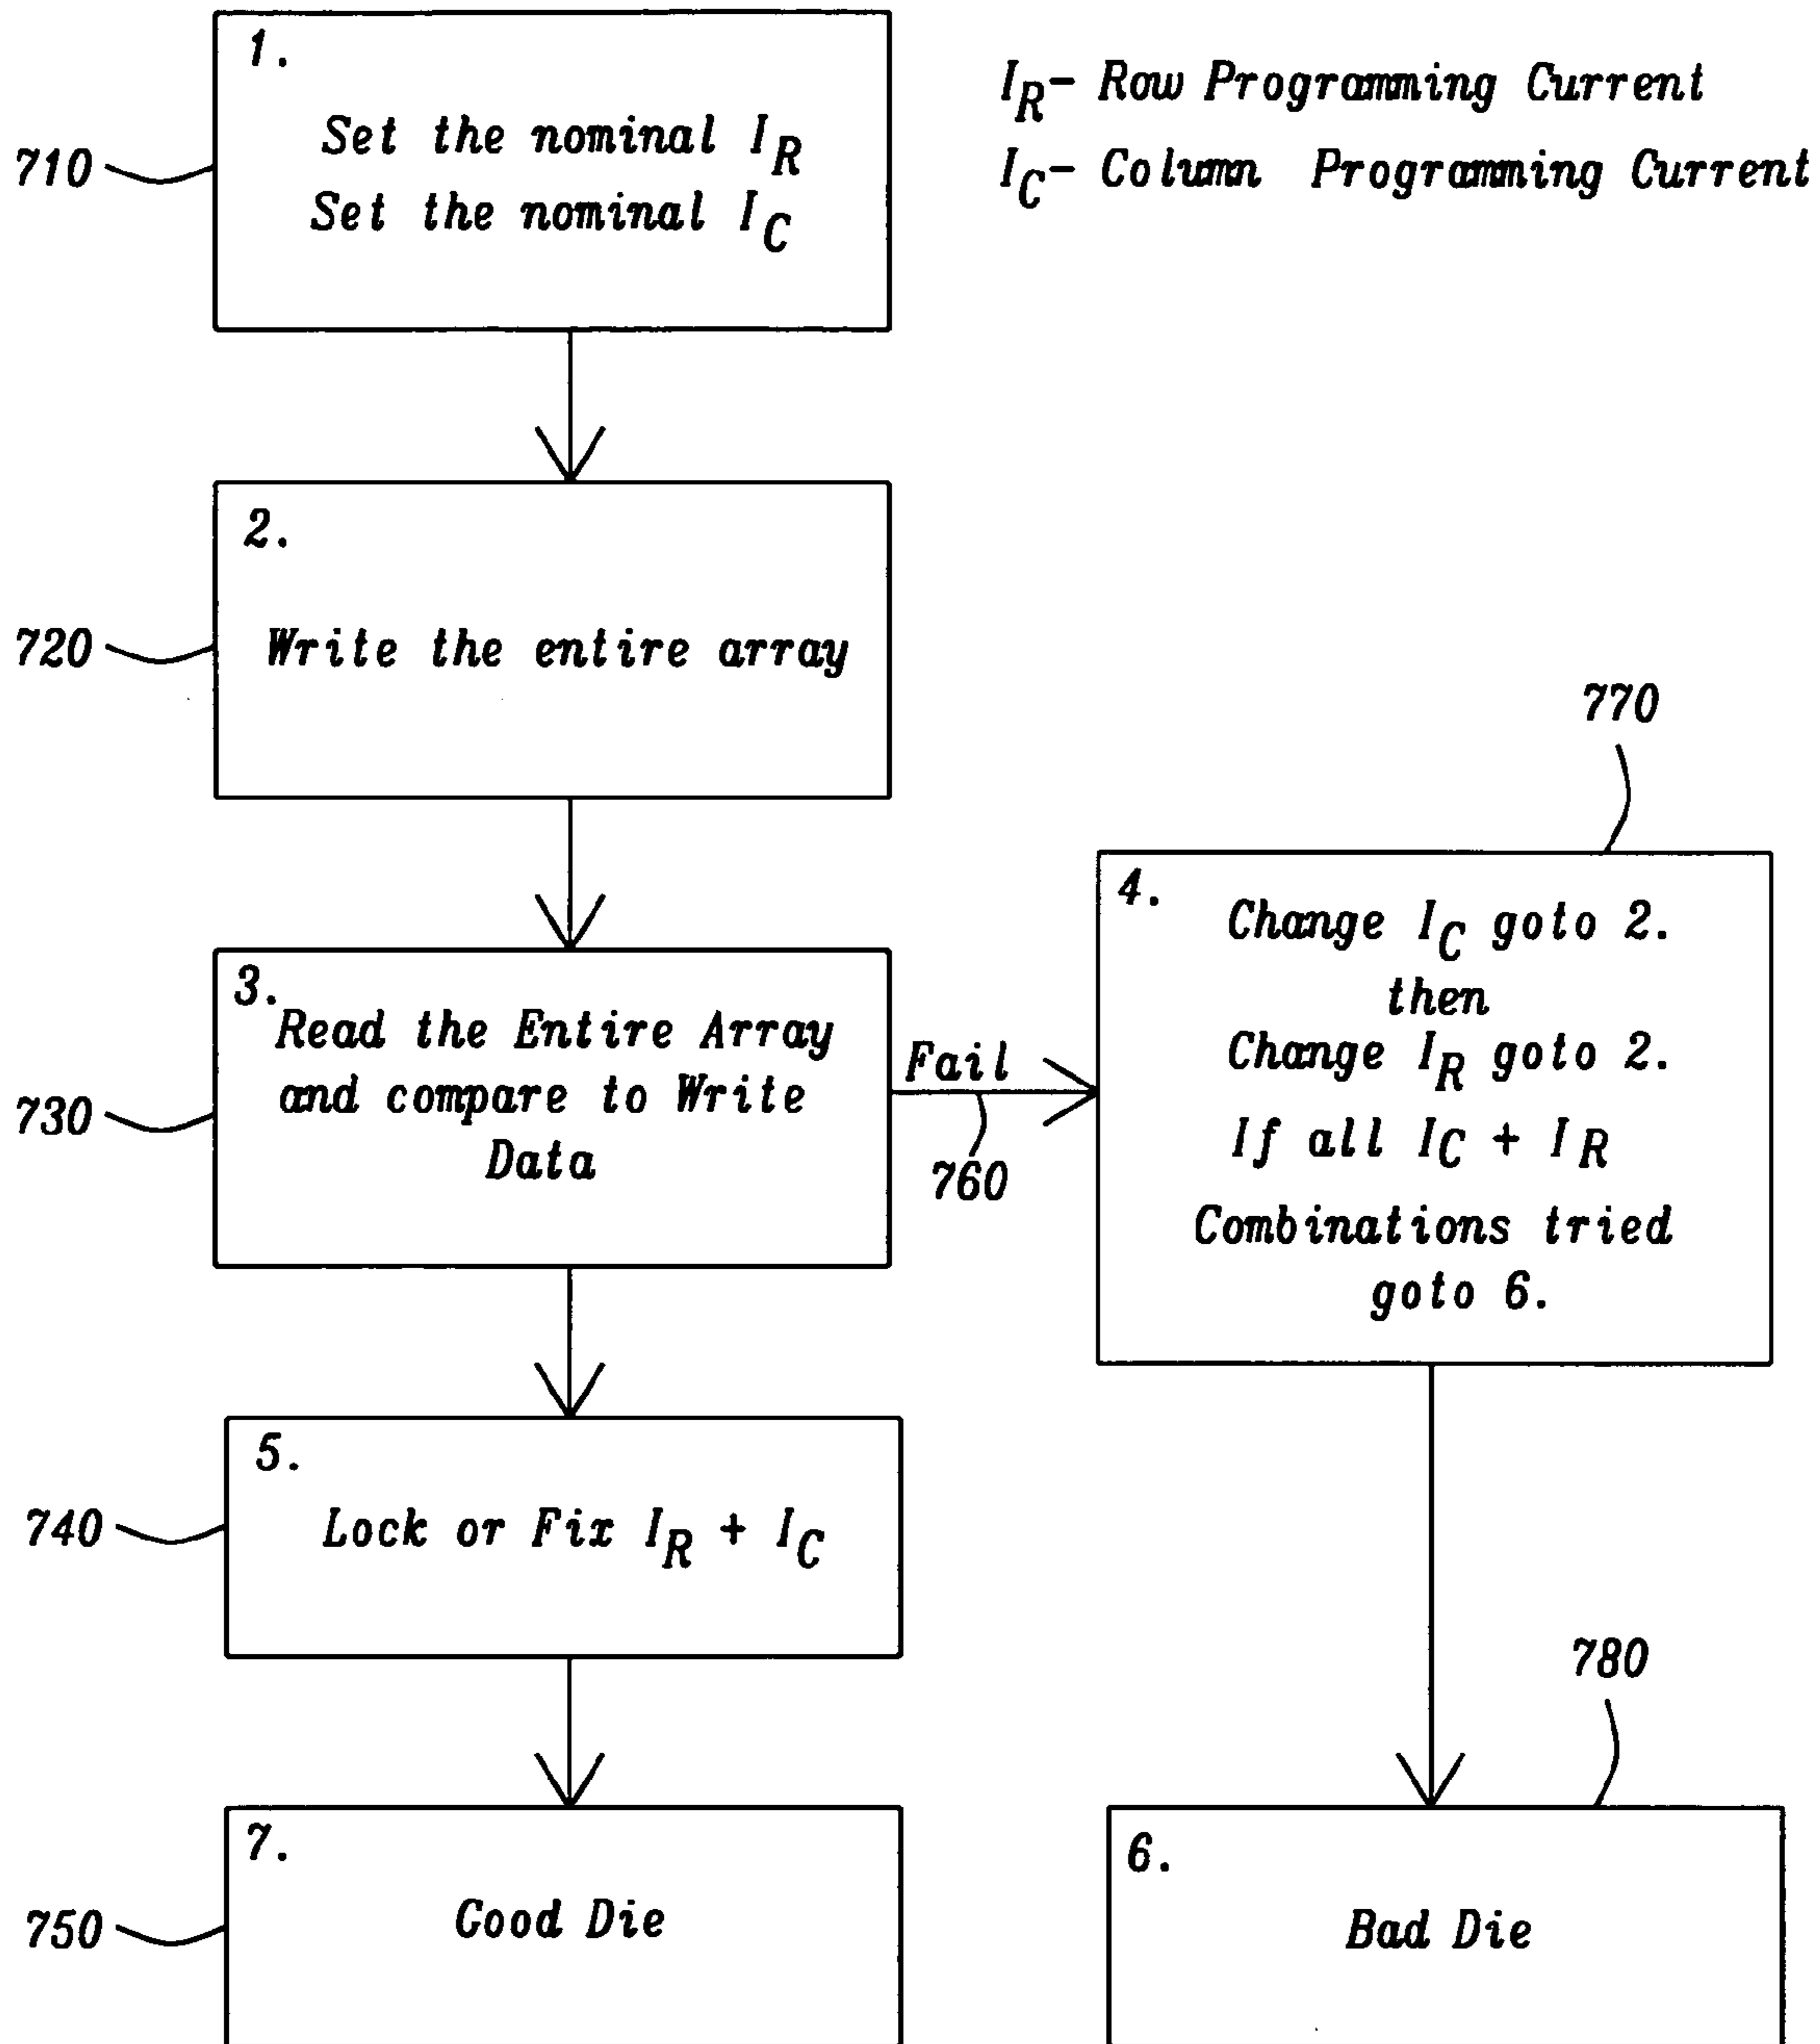 1.
Set the nominal I_R
Set the nominal I_C
710
I_R- Row Programming Current
I_C- Column Programming Current
2.
Write the entire array
720
770
3.
Read the Entire Array
and compare to Write
Data
730
Fail
760
4.
Change I_C goto 2.
then
Change I_R goto 2.
If all I_C + I_R
Combinations tried
goto 6.
5.
Lock or Fix I_R + I_C
740
780
7.
Good Die
750
6.
Bad Die